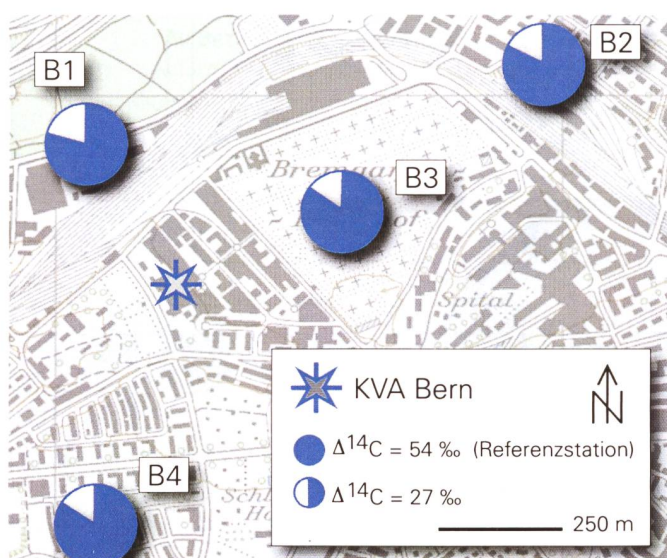 B1
B2
B3
Spital
KVA Bern
N
Δ¹⁴C = 54 ‰ (Referenzstation)
Δ¹⁴C = 27 ‰
250 m
B4